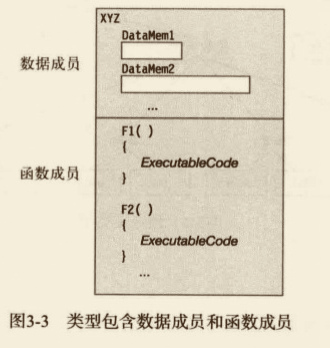 XYZ
DataMem1
数据成员
DataMem2
...
F1( )
{
函数成员
ExecutableCode
}
F2( )
{
ExecutableCode
}
...
图3-3 类型包含数据成员和函数成员